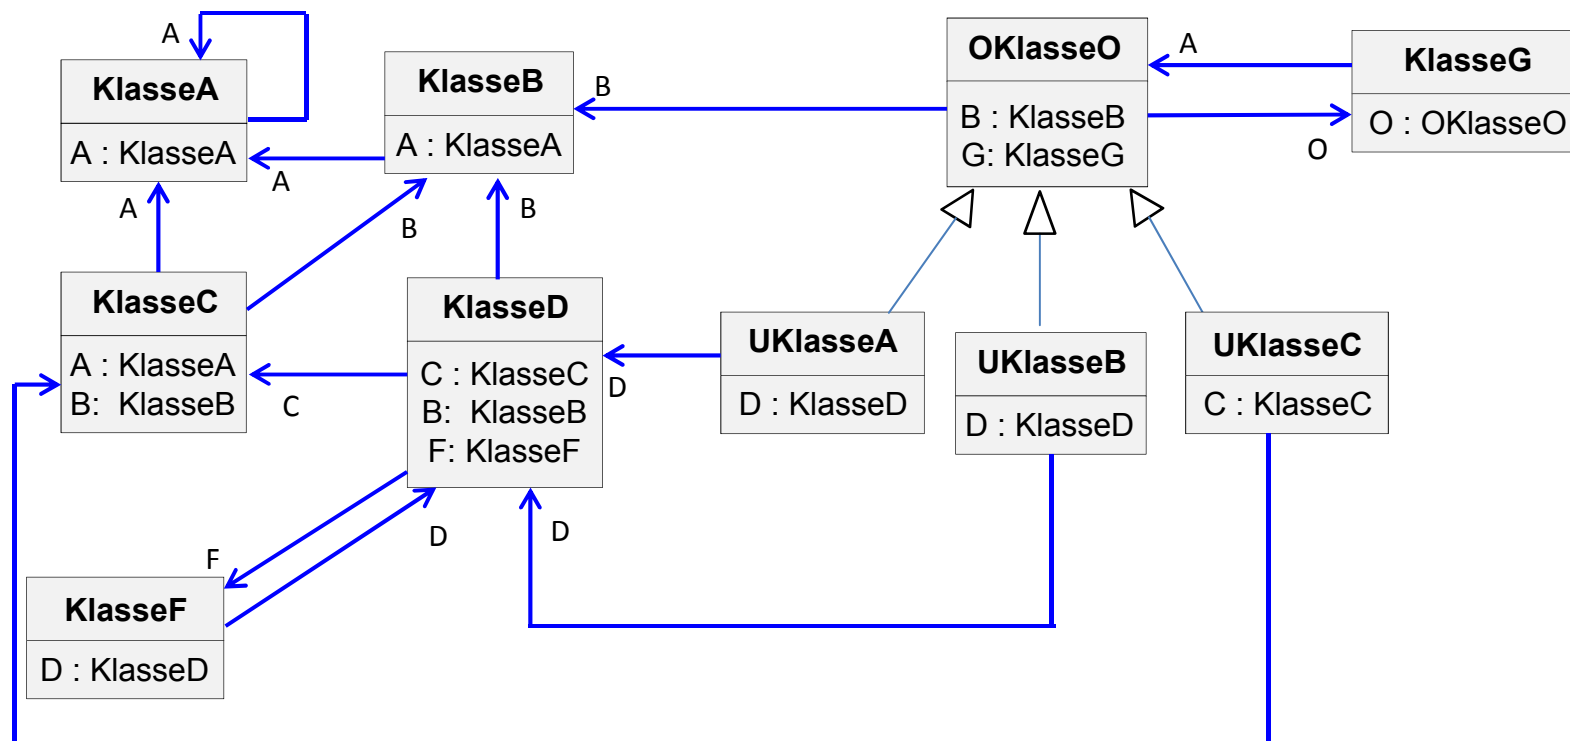 A
KlasseA
A : KlasseA
KlasseB
A : KlasseA
B
OKlasseO
B : KlasseB
G: KlasseG
A
KlasseG
O : OKlasseO
O
A
A
B
B
KlasseC
A : KlasseA
B:  KlasseB
KlasseD
C : KlasseC
B:  KlasseB
F: KlasseF
C
D
UKlasseA
D : KlasseD
UKlasseB
D : KlasseD
UKlasseC
C : KlasseC
F
D
D
KlasseF
D : KlasseD